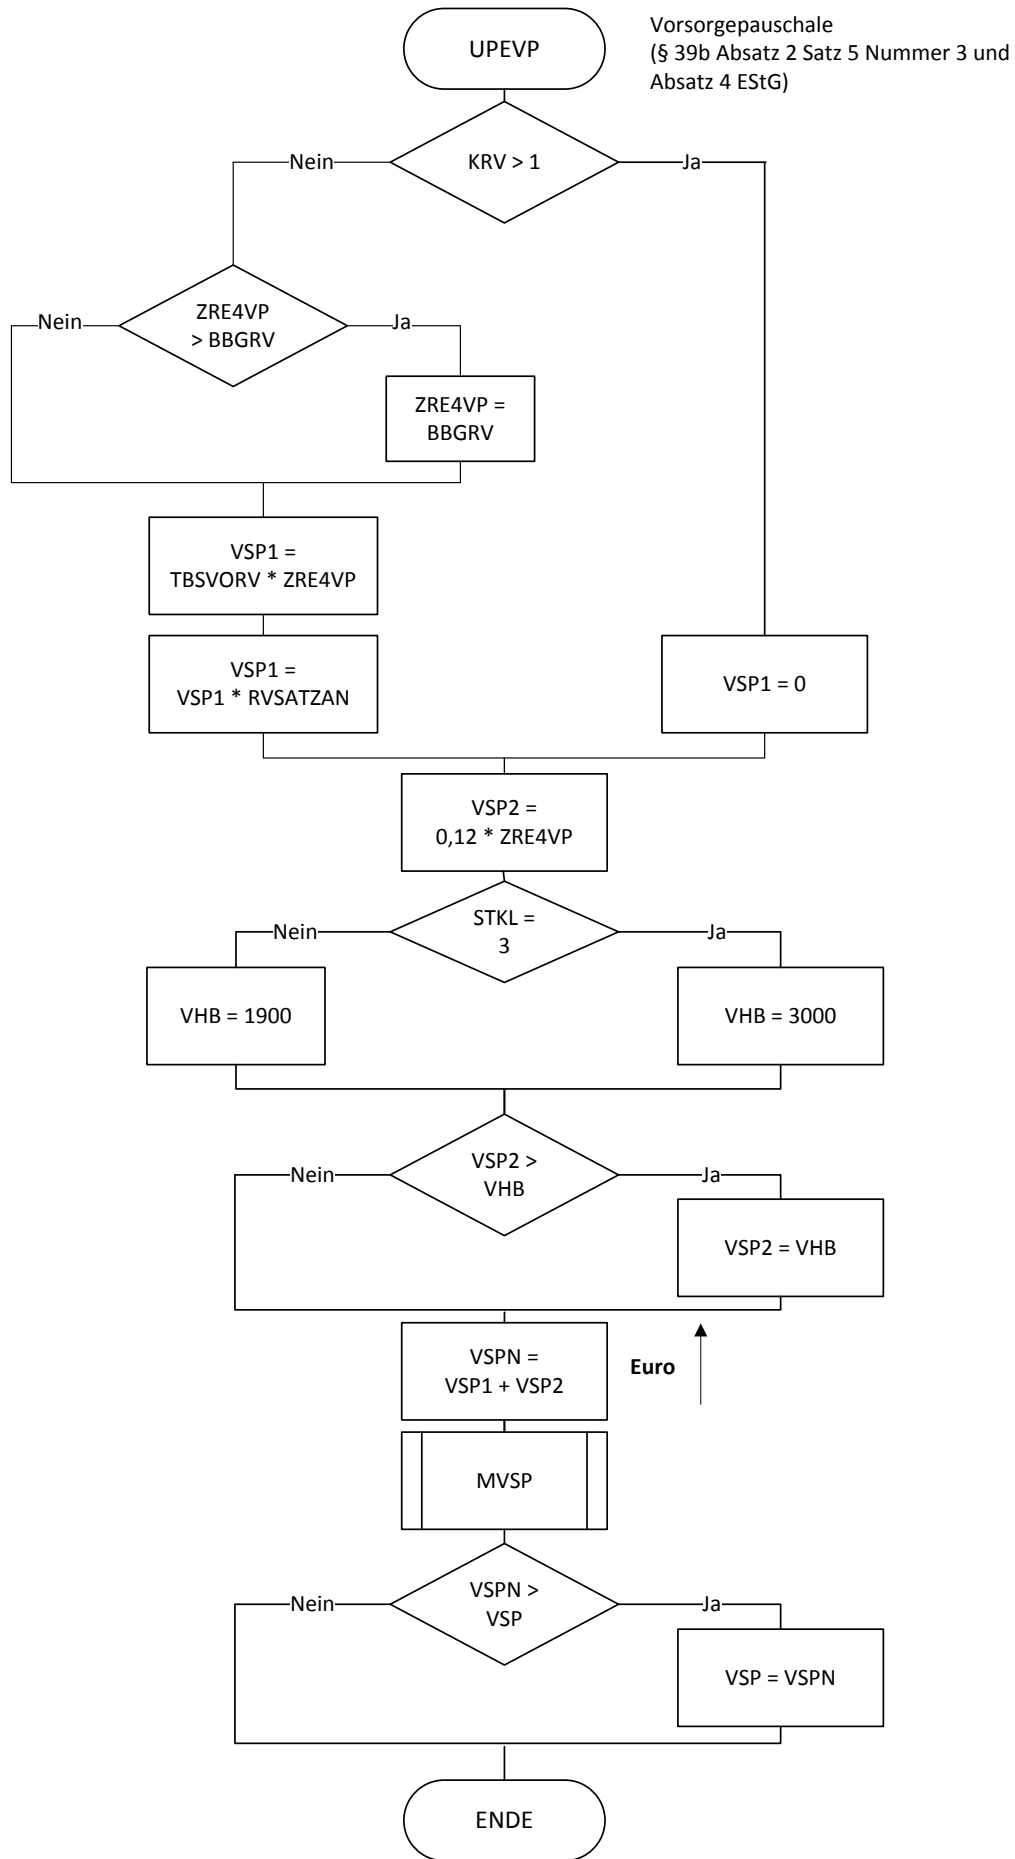 UPEVP
Vorsorgepauschale
(§ 39b Absatz 2 Satz 5 Nummer 3 und
Absatz 4 EStG)
Nein
KRV > 1
Ja
Nein
ZRE4VP
> BBGRV
Ja
ZRE4VP =
BBGRV
VSP1 =
TBSVORV * ZRE4VP
VSP1 =
VSP1 * RVSATZAN
VSP1 = 0
VSP2 =
0,12 * ZRE4VP
Nein
STKL =
3
Ja
VHB = 1900
VHB = 3000
Nein
VSP2 >
VHB
Ja
VSP2 = VHB
VSPN =
VSP1 + VSP2
Euro
MVSP
Nein
VSPN >
VSP
Ja
VSP = VSPN
ENDE